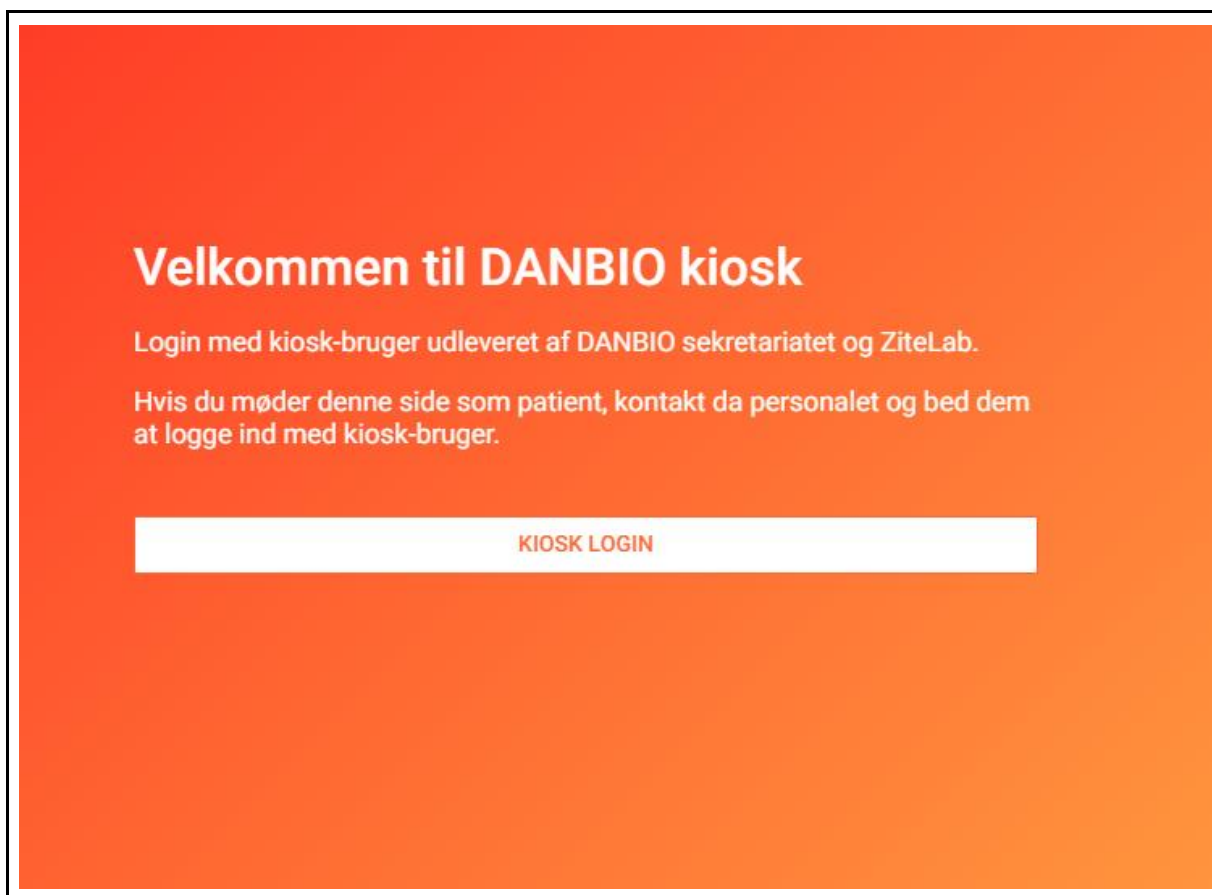 Velkommen til DANBIO kiosk
Login med kiosk-bruger udleveret af DANBIO sekretariatet og ZiteLab.
Hvis du møder denne side som patient, kontakt da personalet og bed dem
at logge ind med kiosk-bruger.
KIOSK LOGIN